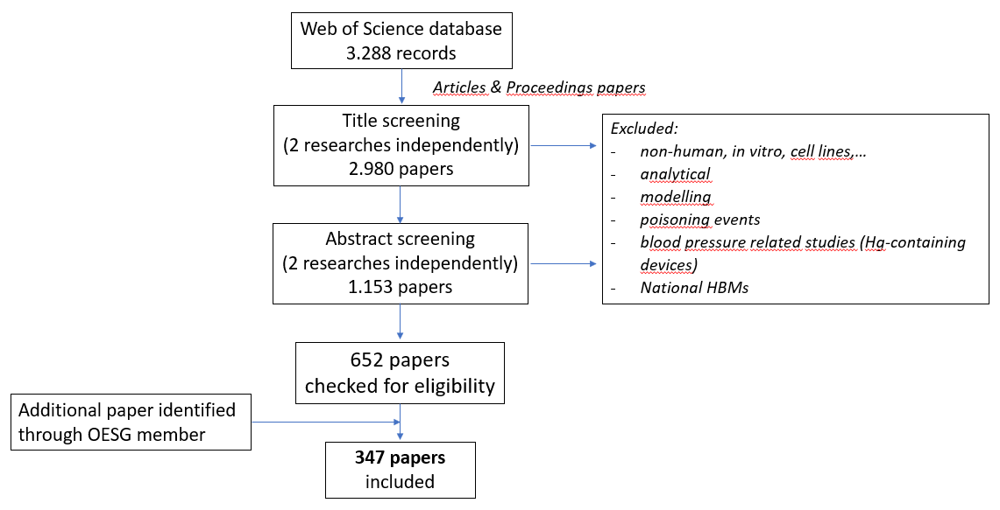 Web of Science database
3.288 records
Articles & Proceedings papers
Title screening
(2 researches independently)
2.980 papers
Excluded:
- non-human, in vitro, cell lines,...
- analytical
- modelling
- poisoning events
- blood pressure related studies (Hg-containing
devices)
- National HBMs
Abstract screening
(2 researches independently)
1.153 papers
652 papers
checked for eligibility
Additional paper identified
through OESG member
347 papers
included